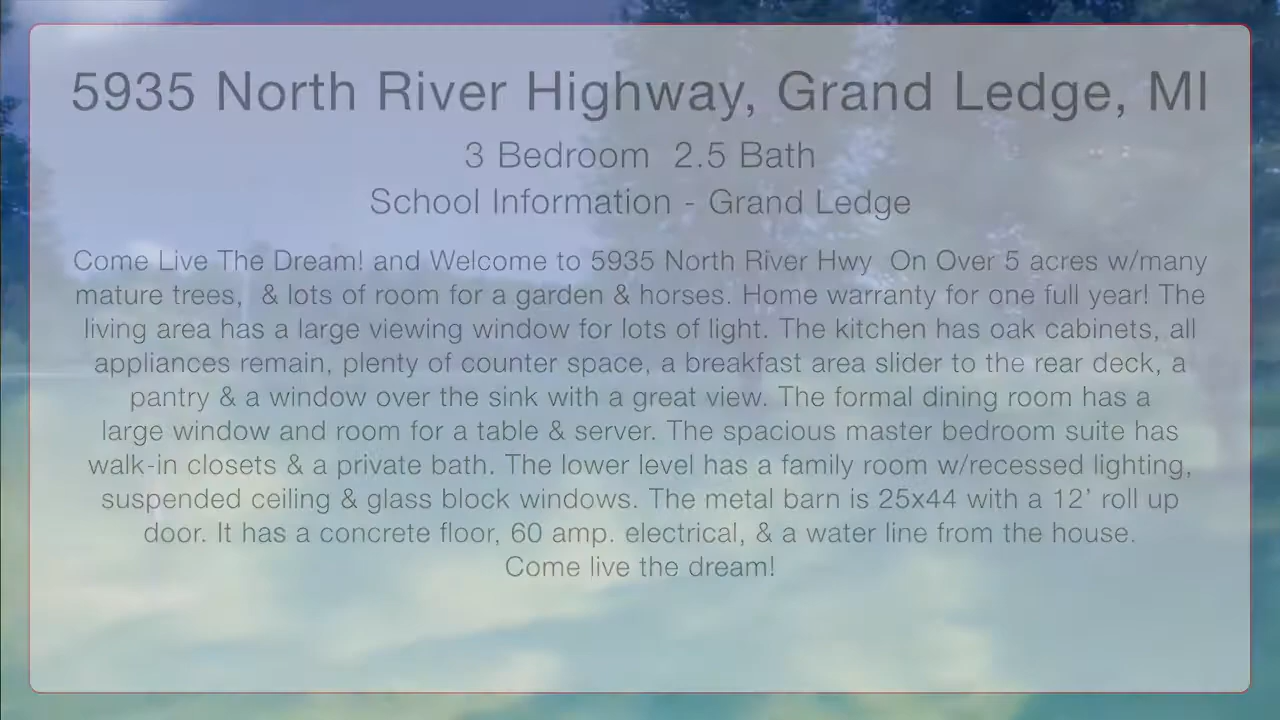 5935 North River Highway, Grand Ledge, MI
3 Bedroom  2.5 Bath
School Information - Grand Ledge
Come Live The Dream! and Welcome to 5935 North River Hwy  On Over 5 acres w/many
mature trees,  & lots of room for a garden & horses. Home warranty for one full year! The
living area has a large viewing window for lots of light. The kitchen has oak cabinets, all
appliances remain, plenty of counter space, a breakfast area slider to the rear deck, a
pantry & a window over the sink with a great view. The formal dining room has a
large window and room for a table & server. The spacious master bedroom suite has
walk-in closets & a private bath. The lower level has a family room w/recessed lighting,
suspended ceiling & glass block windows. The metal barn is 25x44 with a 12’ roll up
door. It has a concrete floor, 60 amp. electrical, & a water line from the house.
Come live the dream!